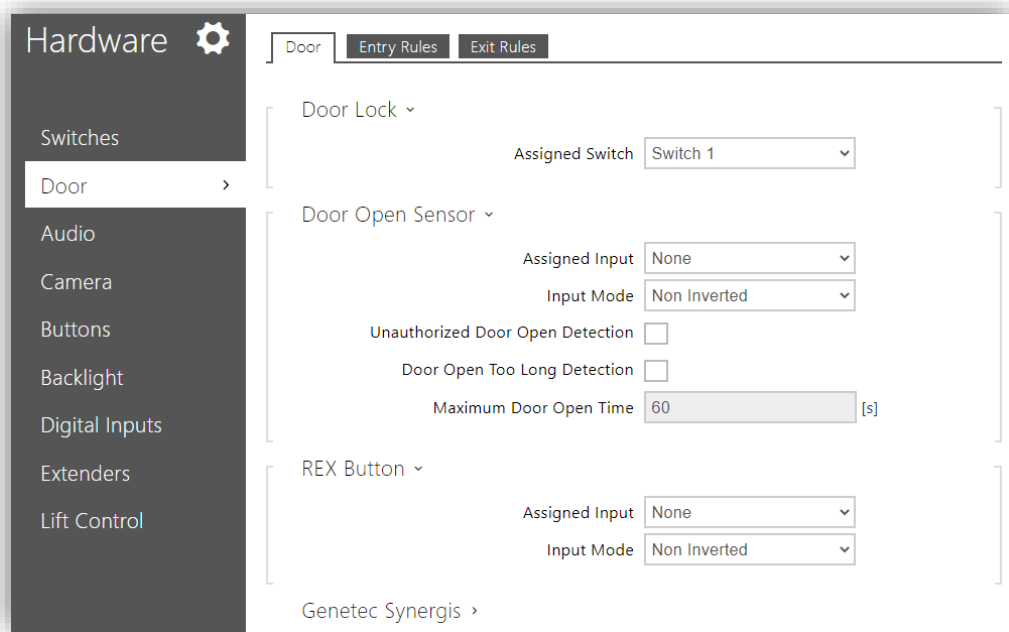 Hardware
Switches
Door
Audio
Camera
Buttons
Backlight
Digital Inputs
Extenders
Lift Control
Door Entry Rules Exit Rules
Door Lock
Assigned Switch Switch 1
Door Open Sensor
Assigned Input None
Input Mode Non Inverted
Unauthorized Door Open Detection
Door Open Too Long Detection
Maximum Door Open Time 60 [s]
REX Button
Assigned Input None
Input Mode Non Inverted
Genetec Synergis